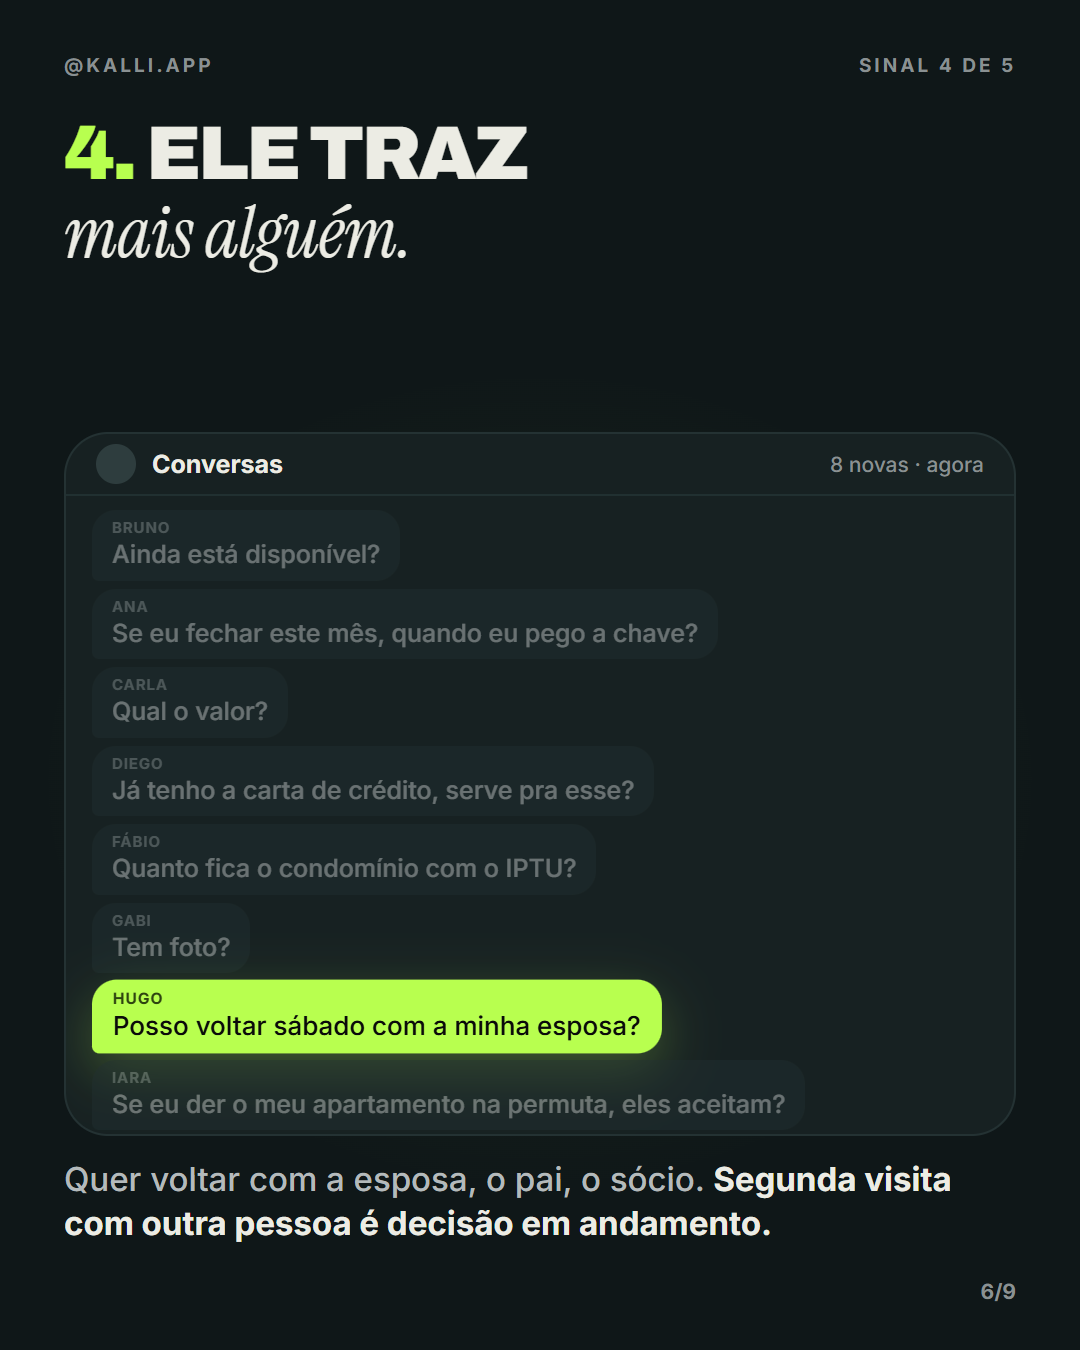 @KALLI.APP
SINAL 4 DE 5
4. ELE TRAZ
mais alguém.
Conversas
8 novas · agora
BRUNO
Ainda está disponível?
ANA
Se eu fechar este mês, quando eu pego a chave?
CARLA
Qual o valor?
DIEGO
Já tenho a carta de crédito, serve pra esse?
FÁBIO
Quanto fica o condomínio com o IPTU?
GABI
Tem foto?
HUGO
Posso voltar sábado com a minha esposa?
IARA
Se eu der o meu apartamento na permuta, eles aceitam?
Quer voltar com a esposa, o pai, o sócio. Segunda visita
com outra pessoa é decisão em andamento.
6/9